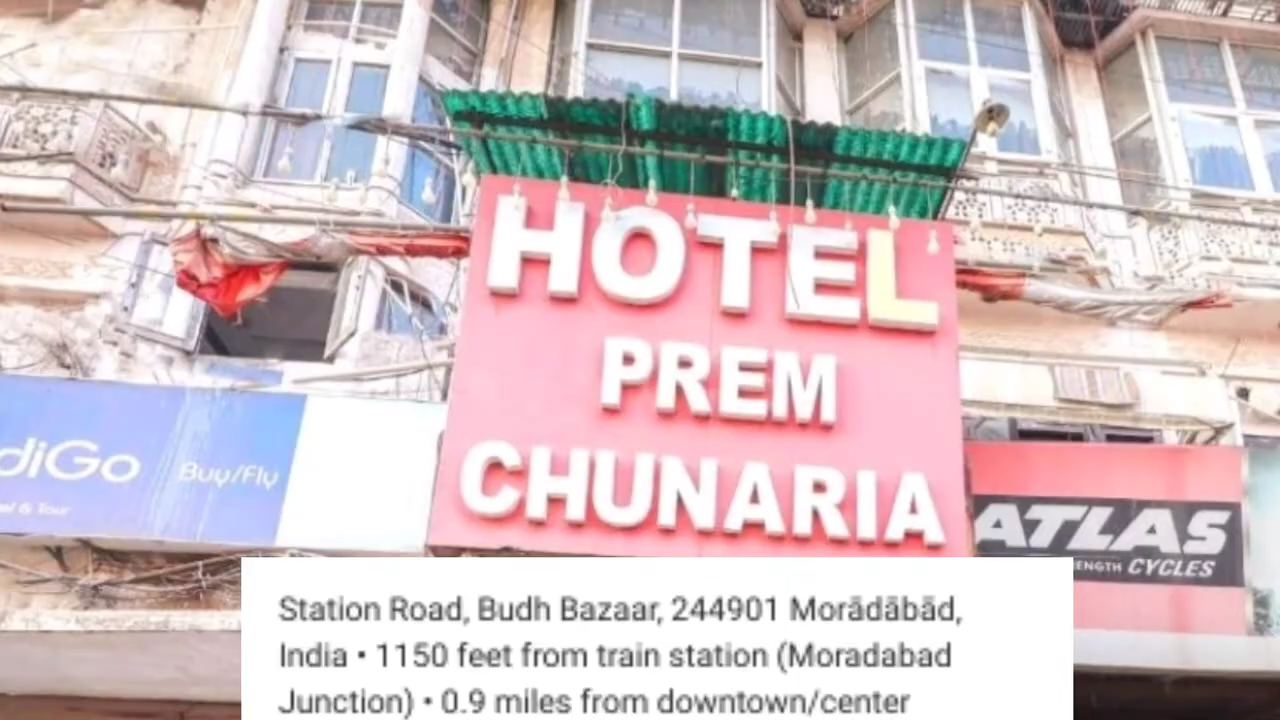 HOTEL
PREM
CHUNARIA
diGo
Buy/Fly
& Tour
ATLAS
CYCLES
Station Road, Budh Bazaar, 244901 Morādābād,
India • 1150 feet from train station (Moradabad
Junction) • 0.9 miles from downtown/center